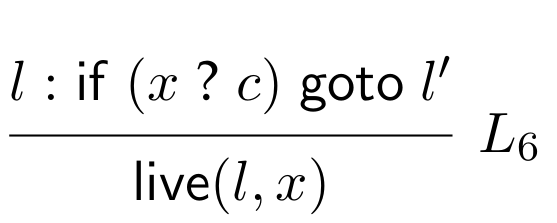 l : if (x ? c) goto l′
live(l, x) L₆